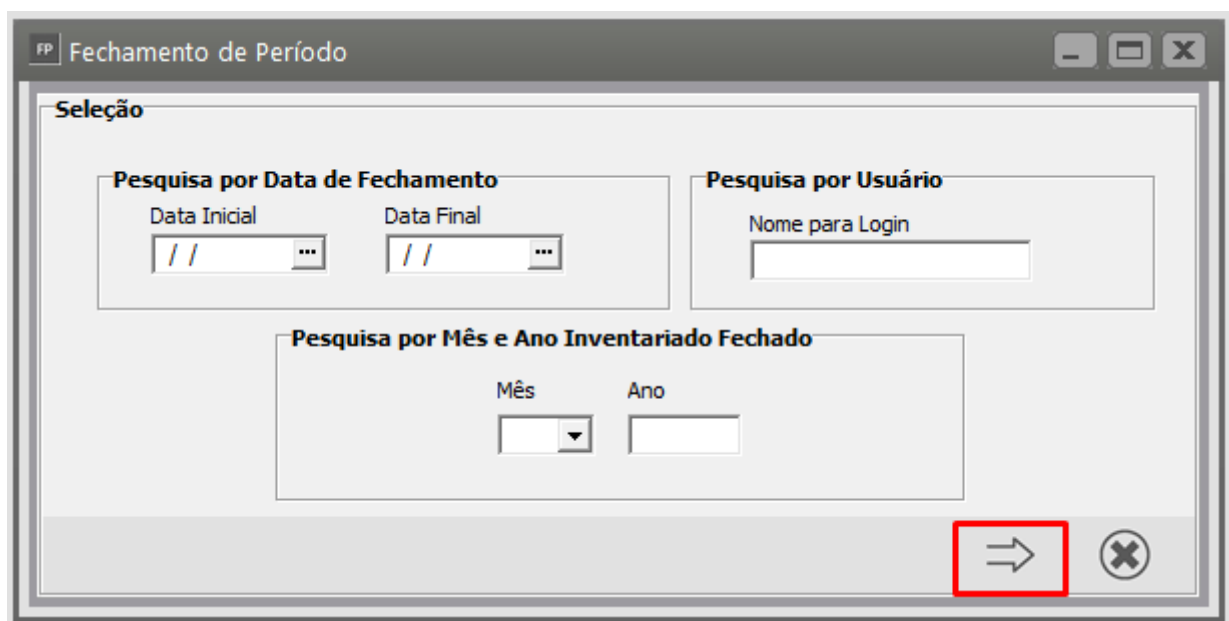 FP Fechamento de Período
Seleção
Pesquisa por Data de Fechamento
Data Inicial Data Final
/ / ... / / ...
Pesquisa por Usuário
Nome para Login
Pesquisa por Mês e Ano Inventariado Fechado
Mês Ano